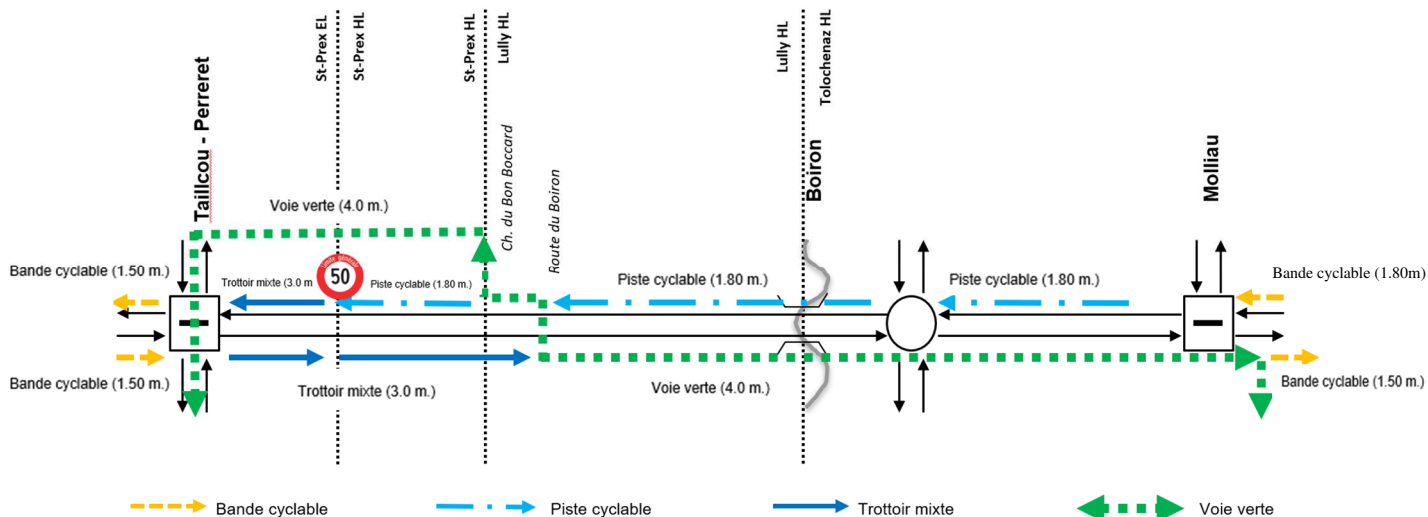 St-Prex EL
St-Prex HL
St-Prex HL
Lully HL
Lully HL
Tolochenaz HL
Taillcou - Perreret
Ch. du Bon Boccard
Route du Boiron
Boiron
Molliau
Voie verte (4.0 m.)
Bande cyclable (1.50 m.)
Trottoir mixte (3.0 m
limite générale
50
Piste cyclable (1.80 m.)
Piste cyclable (1.80 m.)
Piste cyclable (1.80 m.)
Bande cyclable (1.80m)
Bande cyclable (1.50 m.)
Trottoir mixte (3.0 m.)
Voie verte (4.0 m.)
Bande cyclable (1.50 m.)
Bande cyclable
Piste cyclable
Trottoir mixte
Voie verte